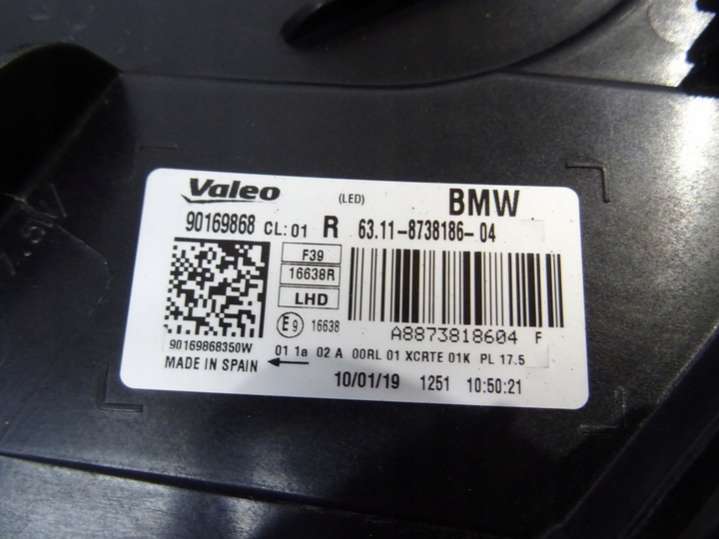 Valeo (LED) BMW
90169868 CL: 01 R 63.11-8738186-04
F39
16638R
LHD
E9 16638
A8873818604 F
90169868350W
01 1a 02 A 00RL 01 XCRTE 01K PL 17.5
MADE IN SPAIN
10/01/19 1251 10:50:21